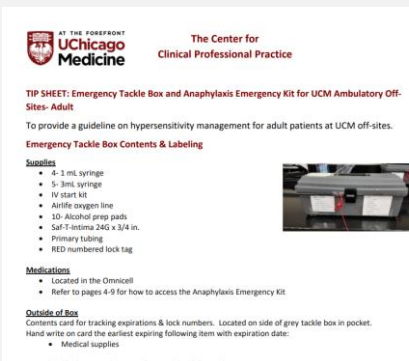 AT THE FOREFRONT
UChicago
Medicine
The Center for
Clinical Professional Practice
TIP SHEET: Emergency Tackle Box and Anaphylaxis Emergency Kit for UCM Ambulatory Off-
Sites- Adult
To provide a guideline on hypersensitivity management for adult patients at UCM off-sites.
Emergency Tackle Box Contents & Labeling
Supplies
• 4- 1 mL syringe
• 5- 3mL syringe
• IV start kit
• Airlife oxygen line
• 10- Alcohol prep pads
• Saf-T-Intima 24G x 3/4 in.
• Primary tubing
• RED numbered lock tag
Medications
• Located in the Omnicell
• Refer to pages 4-9 for how to access the Anaphylaxis Emergency Kit
Outside of Box
Contents card for tracking expirations & lock numbers. Located on side of grey tackle box in pocket.
Hand write on card the earliest expiring following item with expiration date:
• Medical supplies